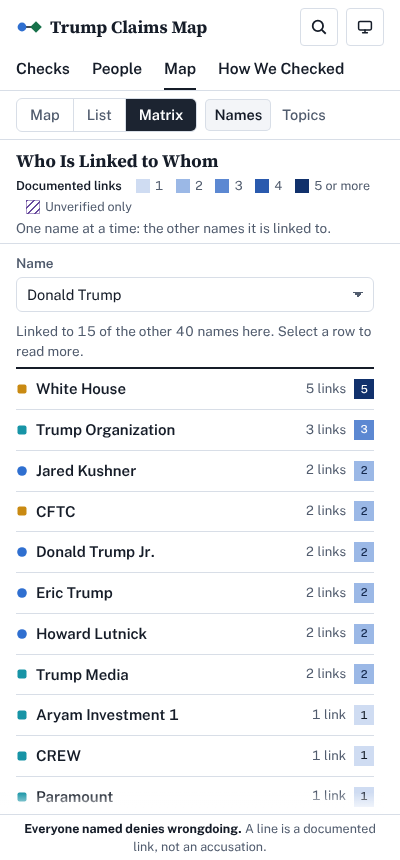 Trump Claims Map
Checks People Map How We Checked
Map List Matrix Names Topics
Who Is Linked to Whom
Documented links 1 2 3 4 5 or more
Unverified only
One name at a time: the other names it is linked to.
Name
Donald Trump
Linked to 15 of the other 40 names here. Select a row to
read more.
White House 5 links 5
Trump Organization 3 links 3
Jared Kushner 2 links 2
CFTC 2 links 2
Donald Trump Jr. 2 links 2
Eric Trump 2 links 2
Howard Lutnick 2 links 2
Trump Media 2 links 2
Aryam Investment 1 1 link 1
CREW 1 link 1
Paramount 1 link 1
Everyone named denies wrongdoing. A line is a documented
link, not an accusation.